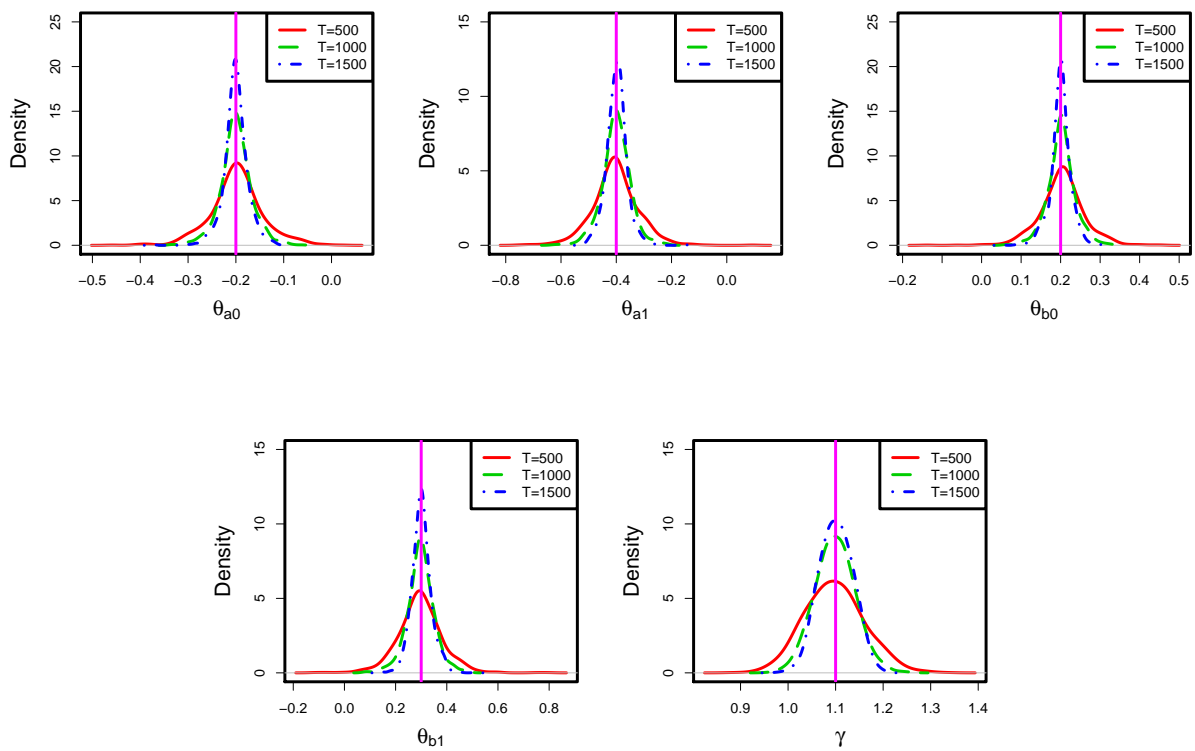 T=500
T=1000
T=1500
Density
0 5 10 15 20 25
−0.5 −0.4 −0.3 −0.2 −0.1 0.0
θa0
T=500
T=1000
T=1500
Density
0 5 10 15
−0.8 −0.6 −0.4 −0.2 0.0
θa1
T=500
T=1000
T=1500
Density
0 5 10 15 20 25
−0.2 0.0 0.1 0.2 0.3 0.4 0.5
θb0
T=500
T=1000
T=1500
Density
0 5 10 15
−0.2 0.0 0.2 0.4 0.6 0.8
θb1
T=500
T=1000
T=1500
Density
0 5 10 15
0.9 1.0 1.1 1.2 1.3 1.4
γ